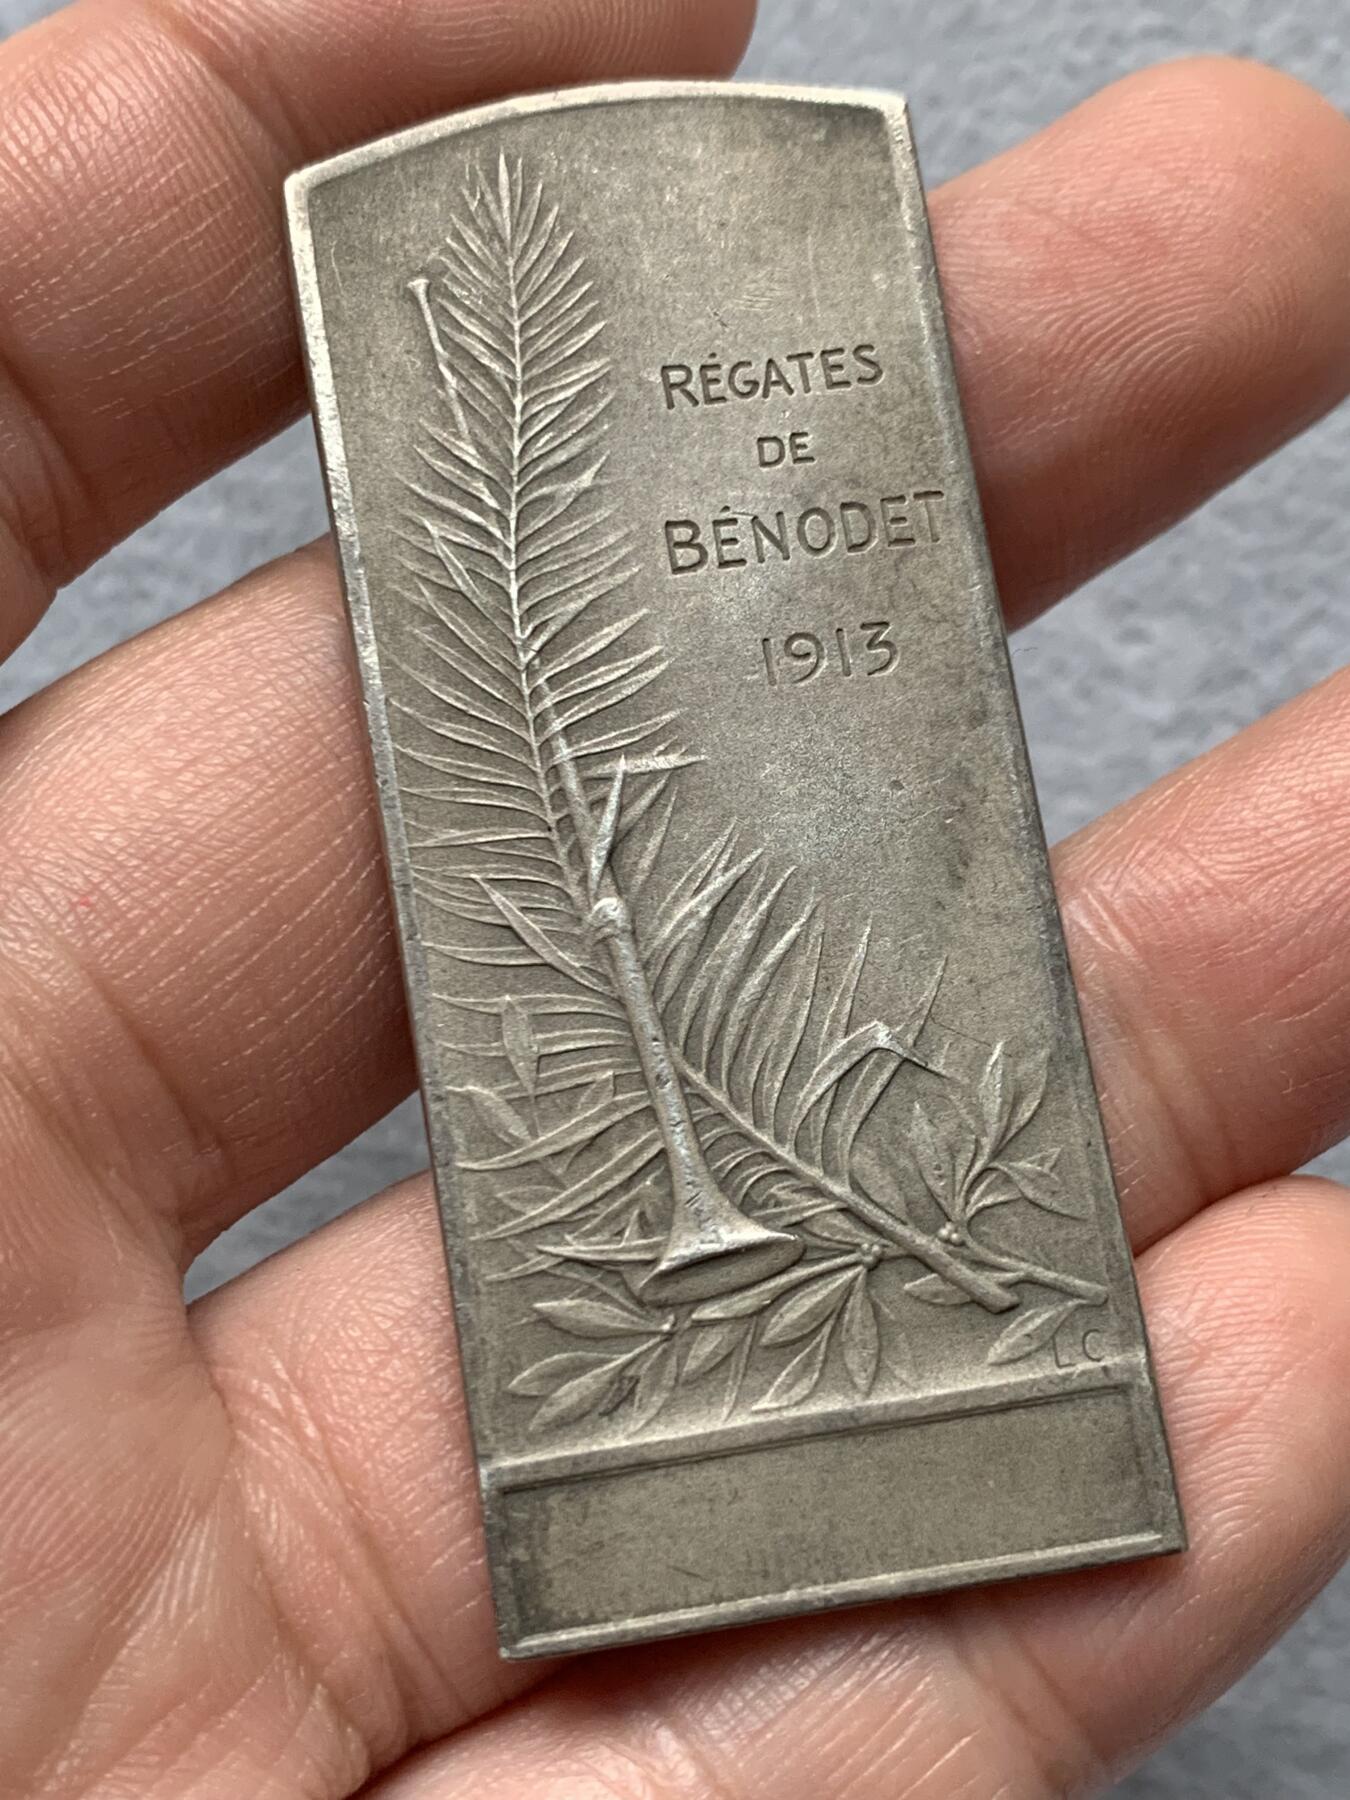 RÉGATES
DE
BÉNODET
1913
LC